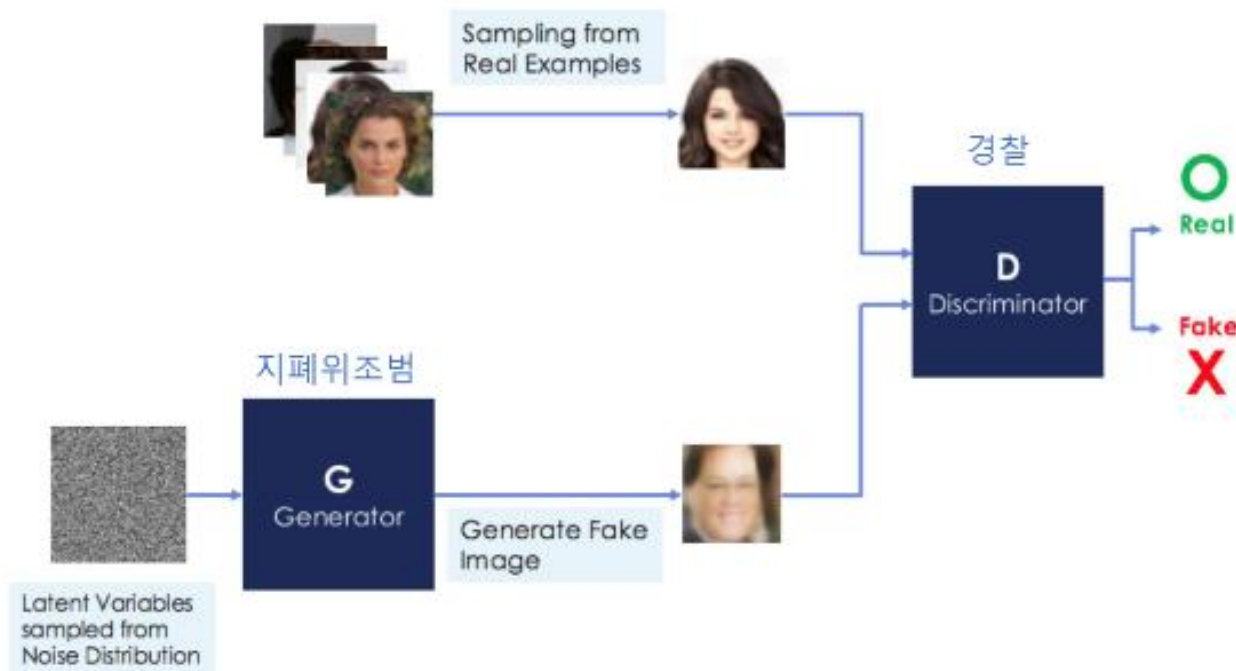 Sampling from
Real Examples
경찰
D
Discriminator
O
Real
Fake
X
지폐위조범
G
Generator
Generate Fake
Image
Latent Variables
sampled from
Noise Distribution